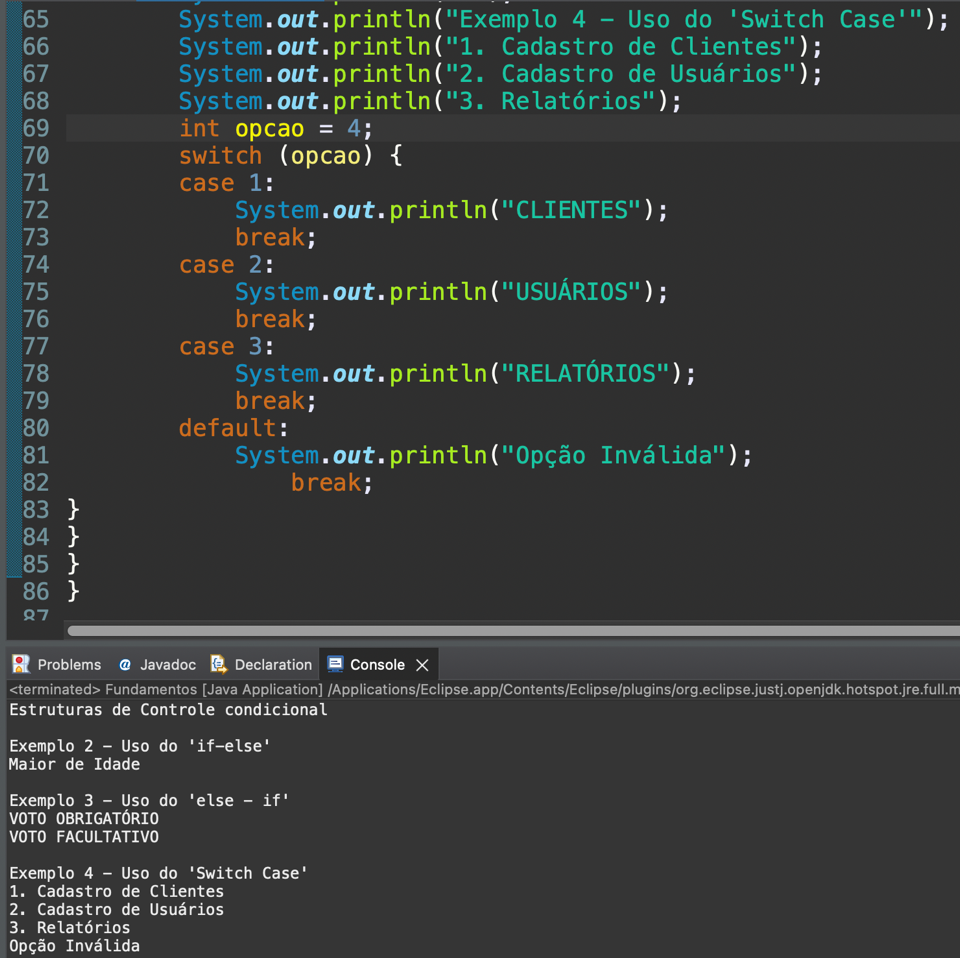 65 System.out.println("Exemplo 4 - Uso do 'Switch Case'");
66 System.out.println("1. Cadastro de Clientes");
67 System.out.println("2. Cadastro de Usuários");
68 System.out.println("3. Relatórios");
69 int opcao = 4;
70 switch (opcao) {
71 case 1:
72 System.out.println("CLIENTES");
73 break;
74 case 2:
75 System.out.println("USUÁRIOS");
76 break;
77 case 3:
78 System.out.println("RELATÓRIOS");
79 break;
80 default:
81 System.out.println("Opção Inválida");
82 break;
83 }
84 }
85 }
86 }
87
Problems Javadoc Declaration Console
<terminated> Fundamentos [Java Application] /Applications/Eclipse.app/Contents/Eclipse/plugins/org.eclipse.justj.openjdk.hotspot.jre.full.m
Estruturas de Controle condicional
Exemplo 2 - Uso do 'if-else'
Maior de Idade
Exemplo 3 - Uso do 'else - if'
VOTO OBRIGATÓRIO
VOTO FACULTATIVO
Exemplo 4 - Uso do 'Switch Case'
1. Cadastro de Clientes
2. Cadastro de Usuários
3. Relatórios
Opção Inválida